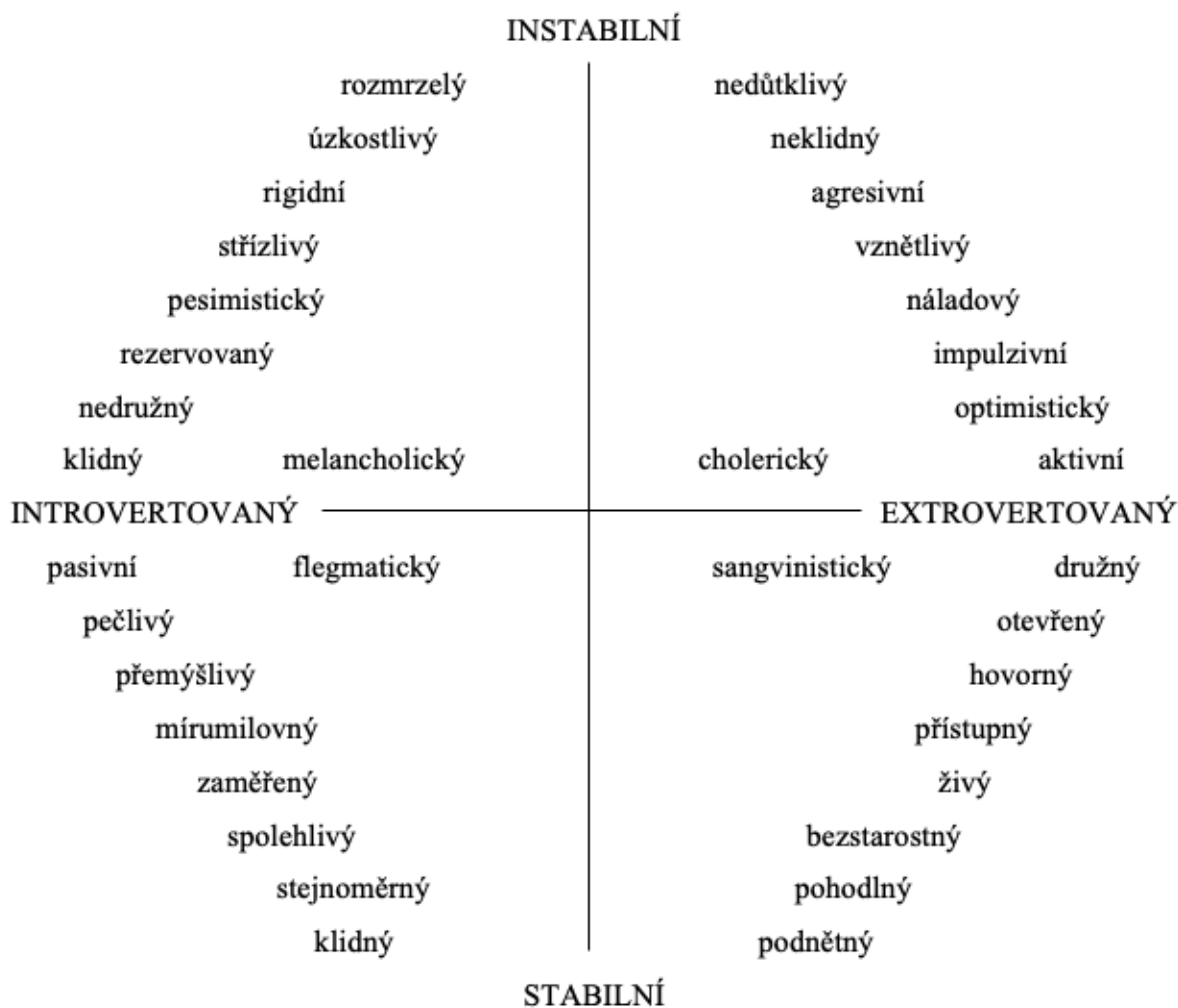 INSTABILNÍ
rozmrzelý nedůtklivý
úzkostlivý neklidný
rigidní agresivní
střízlivý vznětlivý
pesimistický náladový
rezervovaný impulzivní
nedružný optimistický
klidný melancholický cholerický aktivní
INTROVERTOVANÝ EXTROVERTOVANÝ
pasivní flegmatický sangvinistický družný
pečlivý otevřený
přemýšlivý hovorný
mírumilovný přístupný
zaměřený živý
spolehlivý bezstarostný
stejnoměrný pohodlný
klidný podnětný
STABILNÍ